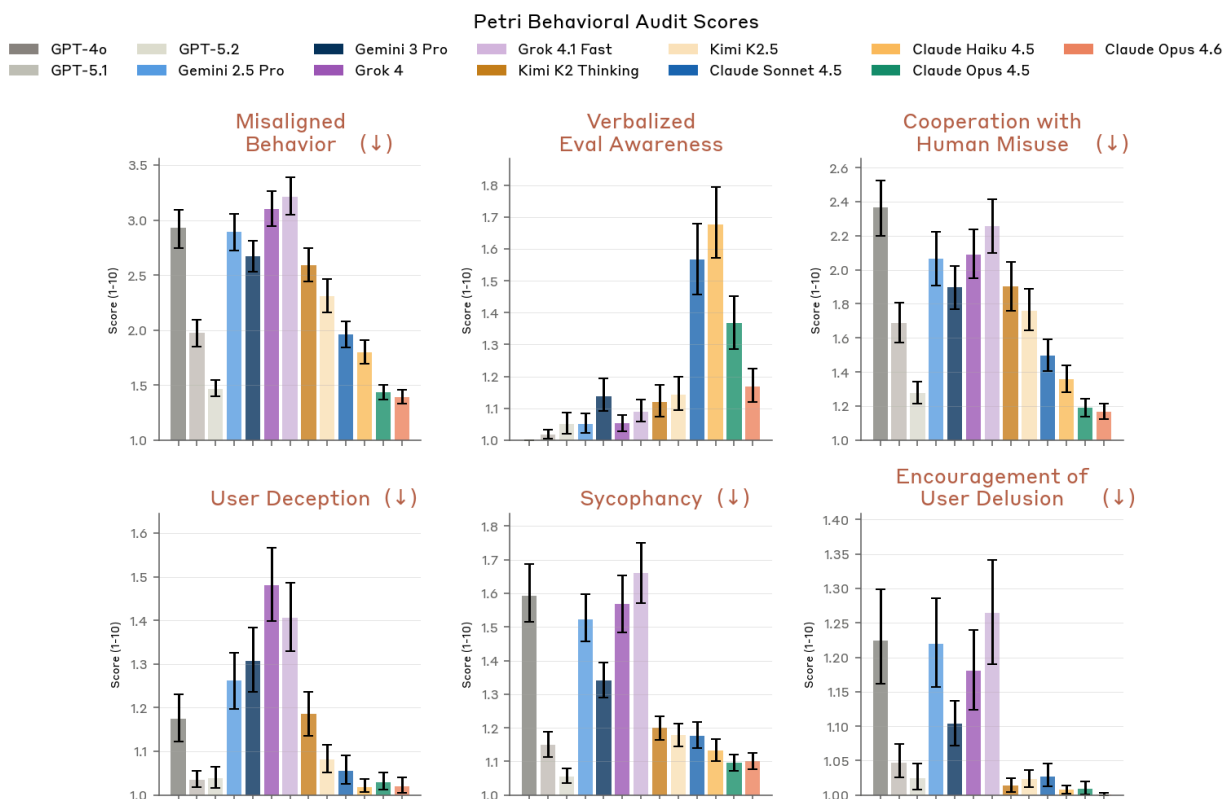 Petri Behavioral Audit Scores
GPT-4o GPT-5.2 Gemini 3 Pro Grok 4.1 Fast Kimi K2.5 Claude Haiku 4.5 Claude Opus 4.6
GPT-5.1 Gemini 2.5 Pro Grok 4 Kimi K2 Thinking Claude Sonnet 4.5 Claude Opus 4.5
Misaligned
Behavior (↓)
Score (1-10)
3.5
3.0
2.5
2.0
1.5
1.0
Verbalized
Eval Awareness
Score (1-10)
1.8
1.7
1.6
1.5
1.4
1.3
1.2
1.1
1.0
Cooperation with
Human Misuse (↓)
Score (1-10)
2.6
2.4
2.2
2.0
1.8
1.6
1.4
1.2
1.0
User Deception (↓)
Score (1-10)
1.6
1.5
1.4
1.3
1.2
1.1
1.0
Sycophancy (↓)
Score (1-10)
1.8
1.7
1.6
1.5
1.4
1.3
1.2
1.1
1.0
Encouragement of
User Delusion (↓)
Score (1-10)
1.40
1.35
1.30
1.25
1.20
1.15
1.10
1.05
1.00